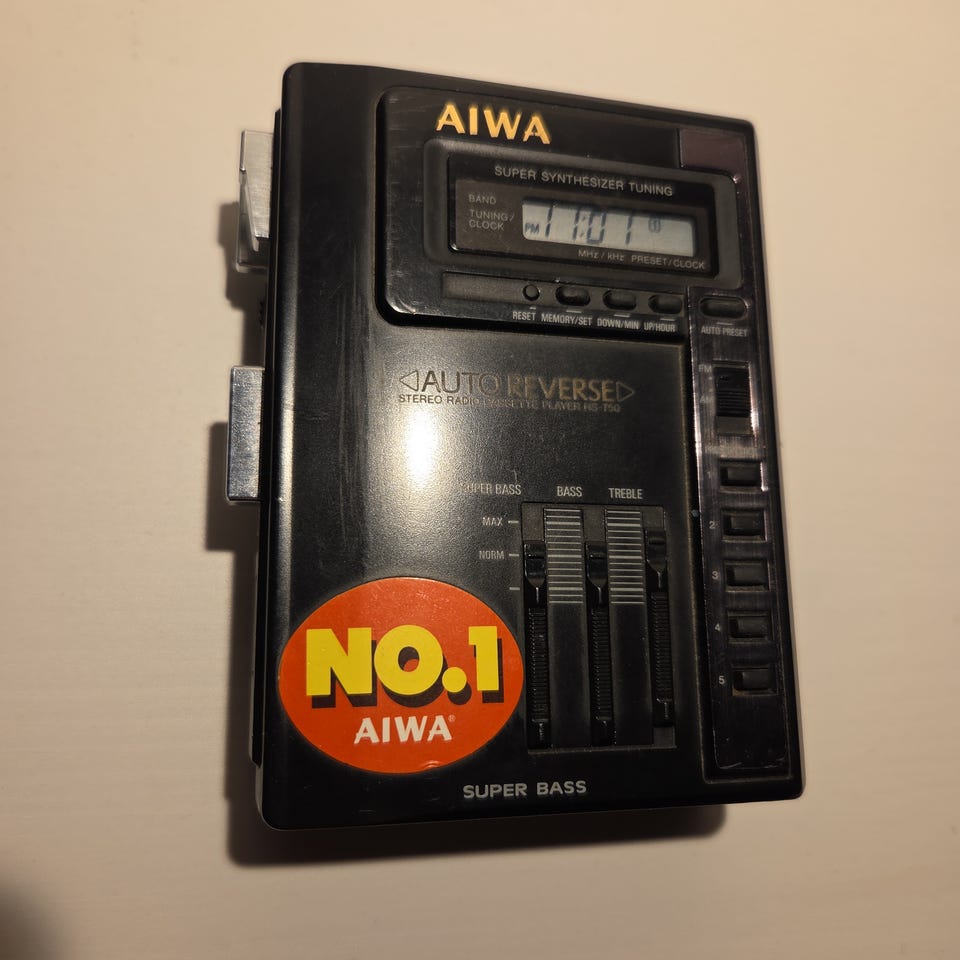 AIWA
SUPER SYNTHESIZER TUNING
BAND
TUNING/
CLOCK
PM 11:01
MHz / kHz PRESET/CLOCK
RESET MEMORY/SET DOWN/MIN UP/HOUR
AUTO PRESET
FM
AM
AUTO REVERSE
STEREO RADIO CASSETTE PLAYER HS-T50
SUPER BASS BASS TREBLE
MAX
NORM
2
3
4
5
NO.1
AIWA®
SUPER BASS